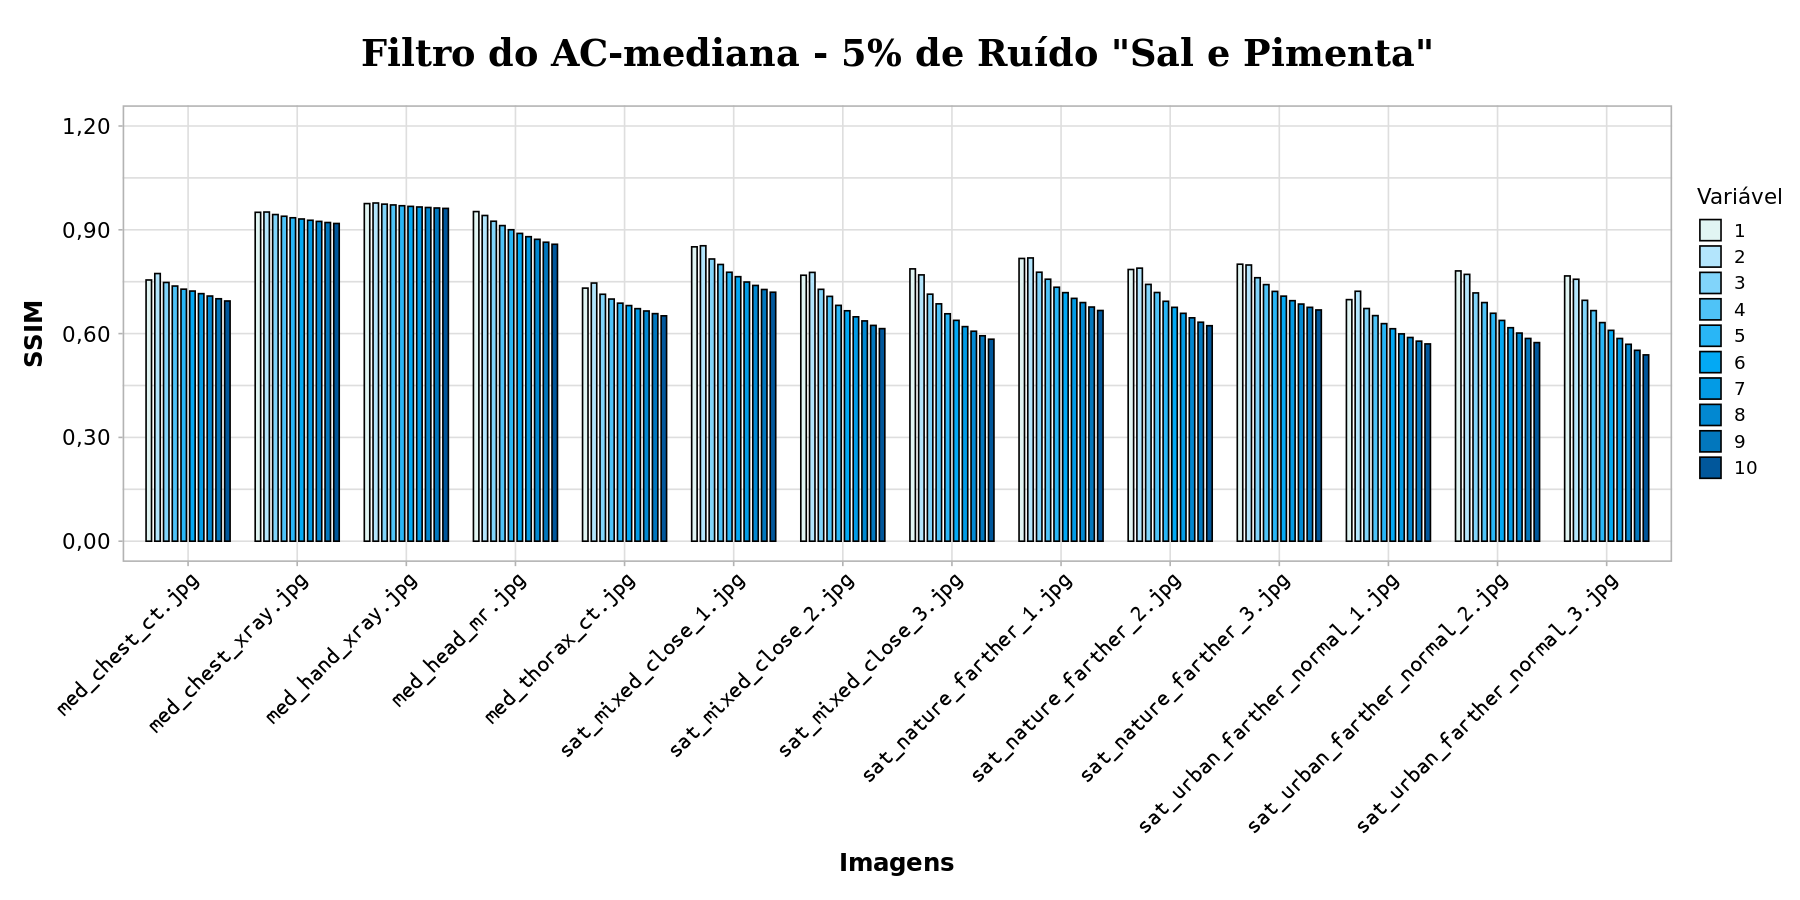 Filtro do AC-mediana - 5% de Ruído "Sal e Pimenta"
SSIM
1,20
0,90
0,60
0,30
0,00
med_chest_ct.jpg
med_chest_xray.jpg
med_hand_xray.jpg
med_head_mr.jpg
med_thorax_ct.jpg
sat_mixed_close_1.jpg
sat_mixed_close_2.jpg
sat_mixed_close_3.jpg
sat_nature_farther_1.jpg
sat_nature_farther_2.jpg
sat_nature_farther_3.jpg
sat_urban_farther_normal_1.jpg
sat_urban_farther_normal_2.jpg
sat_urban_farther_normal_3.jpg
Imagens
Variável
1
2
3
4
5
6
7
8
9
10